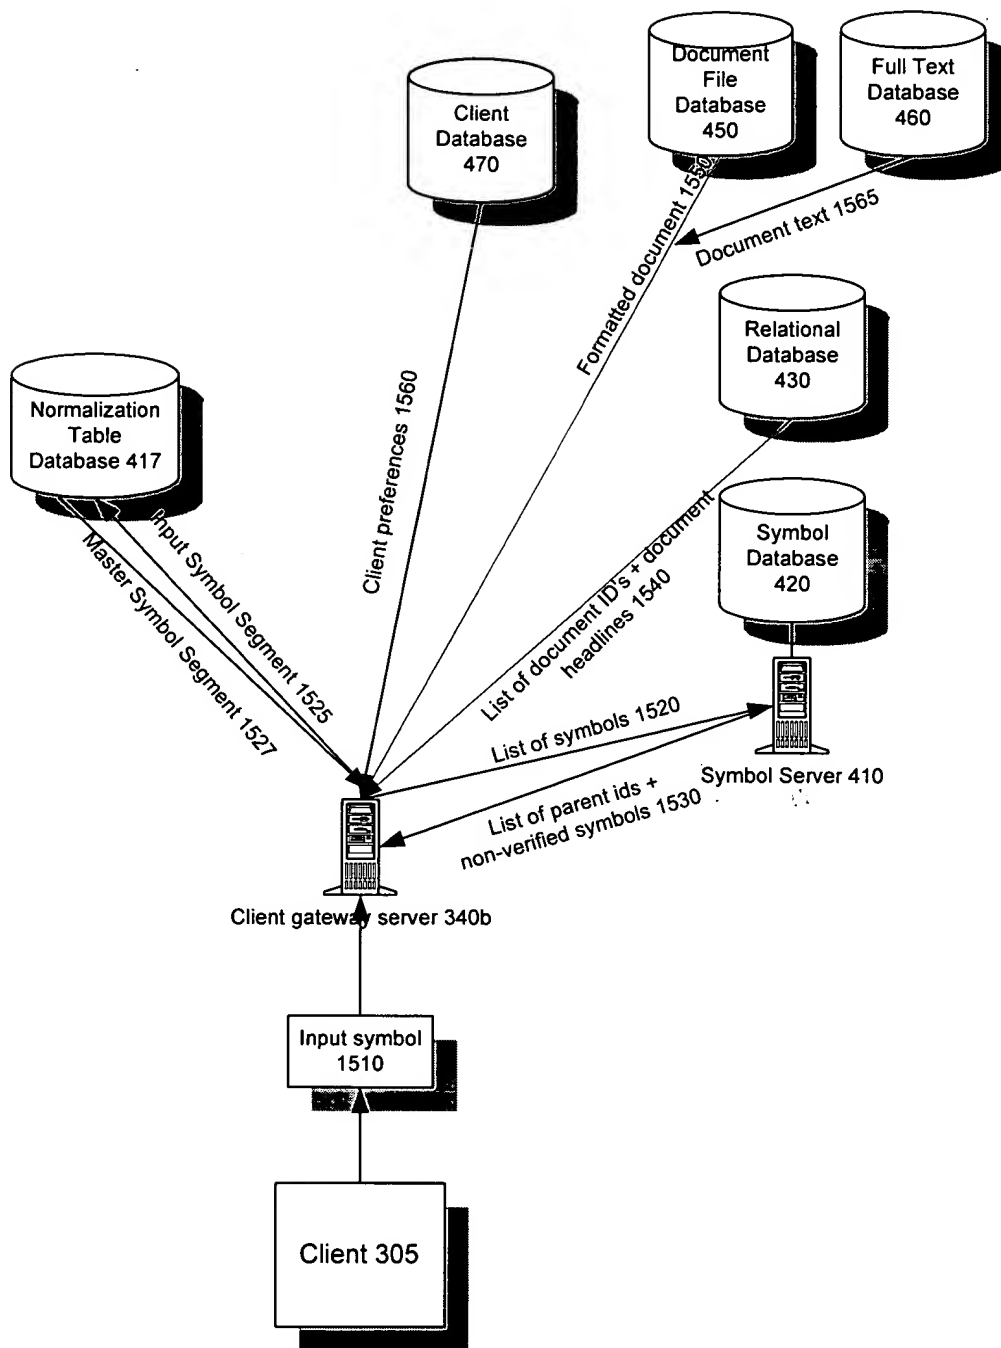 Document
File
Database
450
Full Text
Database
460
Client
Database
470
Document text 1565
Formatted document 1550
Relational
Database
430
Normalization
Table
Database 417
Client preferences 1560
List of document ID's + document
headlines 1540
Symbol
Database
420
Input Symbol Segment 1525
Master Symbol Segment 1527
List of symbols 1520
Symbol Server 410
List of parent ids +
non-verified symbols 1530
Client gateway server 340b
Input symbol
1510
Client 305